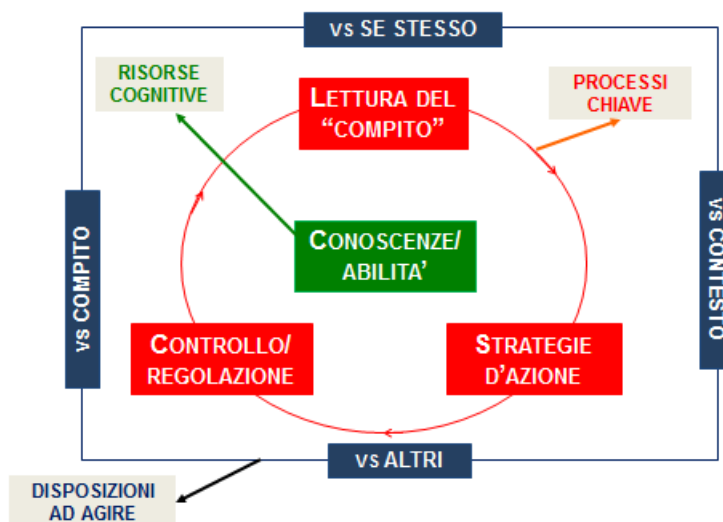 vs SE STESSO
RISORSE
COGNITIVE
LETTURA DEL
“COMPITO”
PROCESSI
CHIAVE
vs COMPITO
CONOSCENZE/
ABILITA’
vs CONTESTO
CONTROLLO/
REGOLAZIONE
STRATEGIE
D’AZIONE
vs ALTRI
DISPOSIZIONI
AD AGIRE